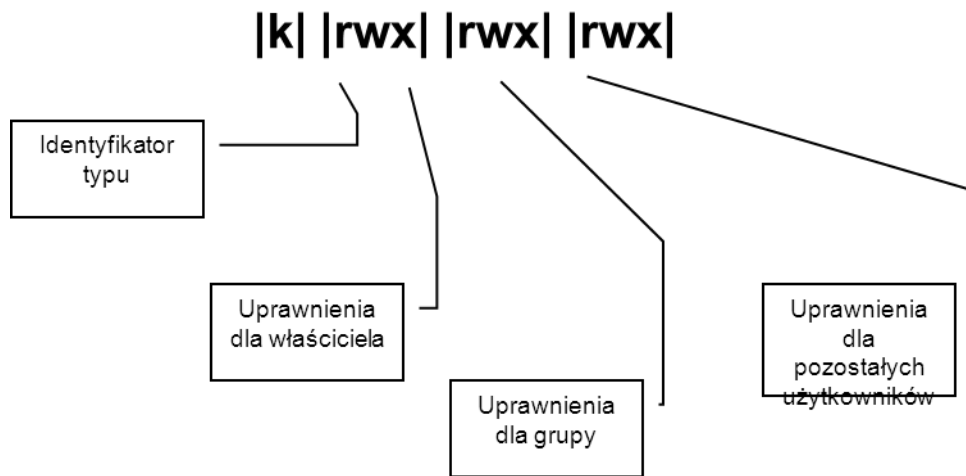 |k| |rwx| |rwx| |rwx|
Identyfikator
typu
Uprawnienia
dla właściciela
Uprawnienia
dla grupy
Uprawnienia
dla
pozostałych
użytkowników